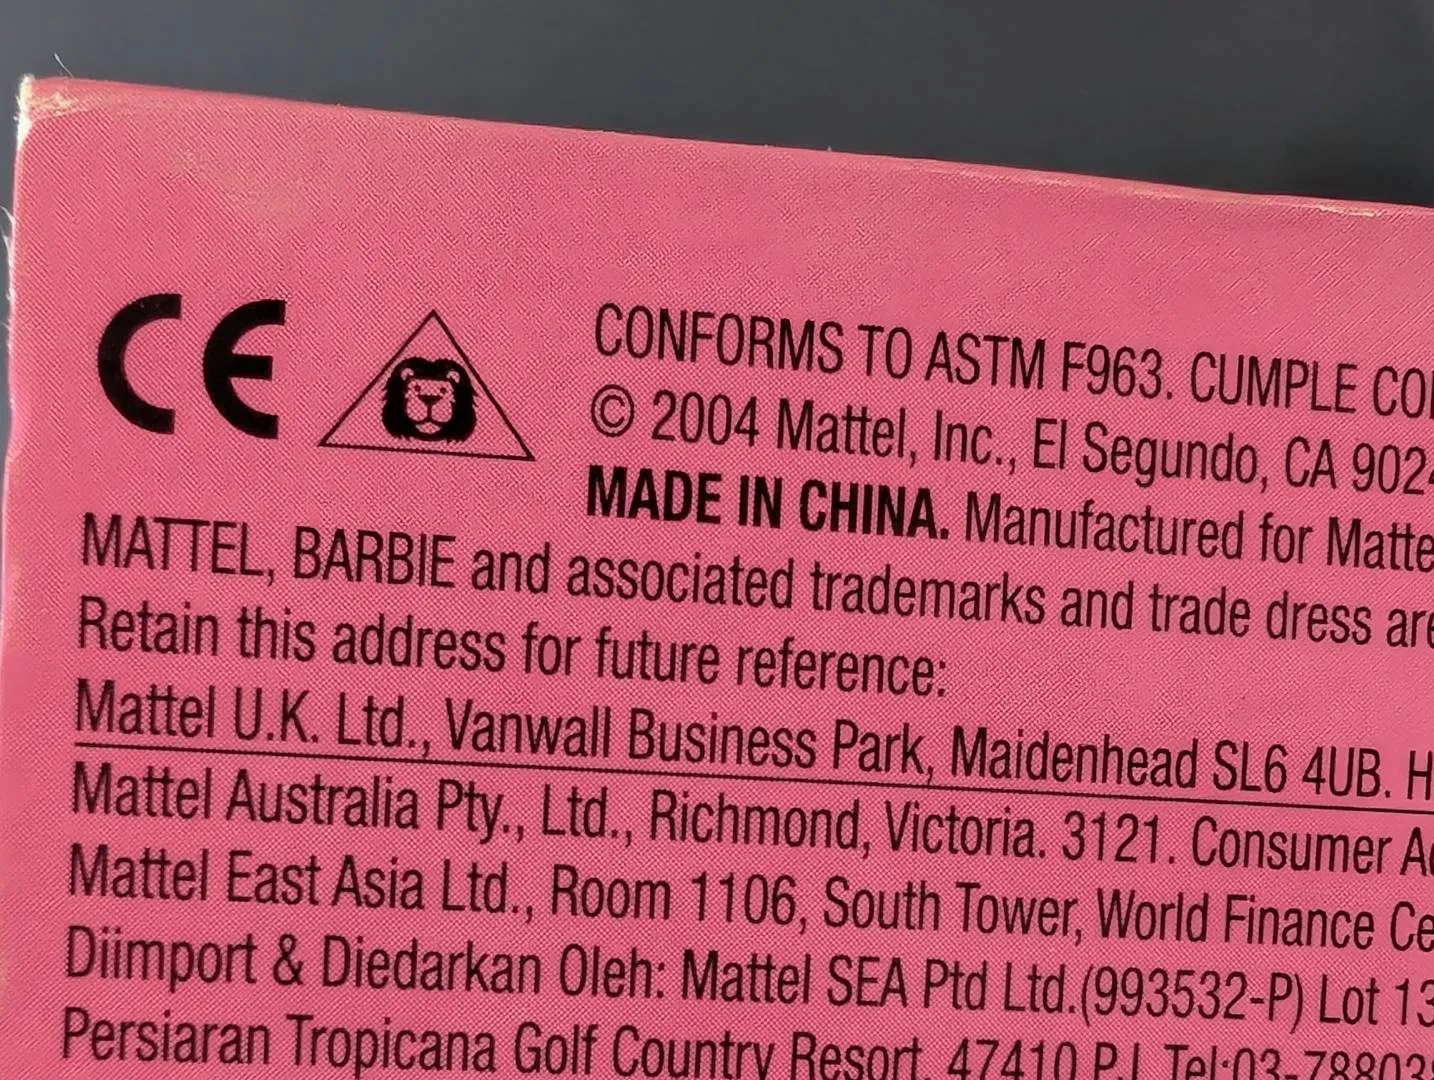 CE
CONFORMS TO ASTM F963. CUMPLE
© 2004 Mattel, Inc., El Segundo, CA
MADE IN CHINA. Manufactured for
MATTEL, BARBIE and associated trademarks and trade dress
Retain this address for future reference:
Mattel U.K. Ltd., Vanwall Business Park, Maidenhead SL6 4UB.
Mattel Australia Pty., Ltd., Richmond, Victoria. 3121. Consumer
Mattel East Asia Ltd., Room 1106, South Tower, World Finance
Diimport & Diedarkan Oleh: Mattel SEA Ptd Ltd.(993532-P) Lot
Persiaran Tropicana Golf Country Resort, 47410 PJ.